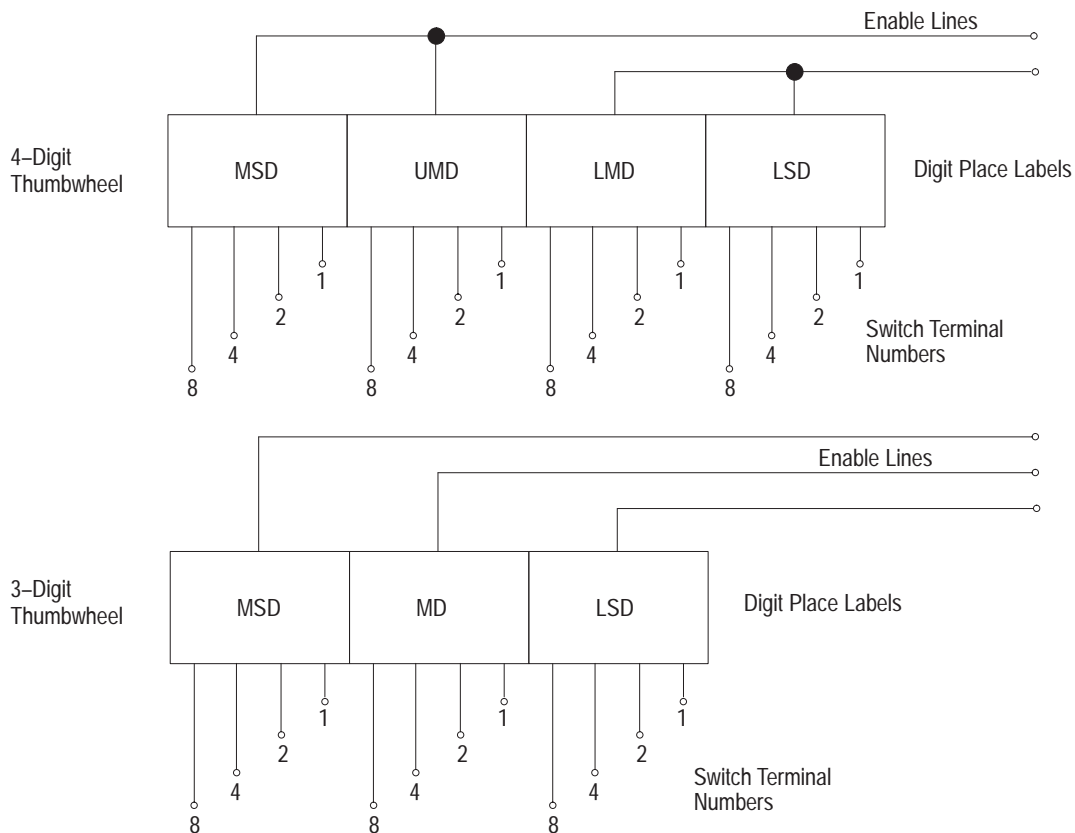 Enable Lines
4–Digit
Thumbwheel
MSD
UMD
LMD
LSD
Digit Place Labels
8
4
2
1
8
4
2
1
8
4
2
1
8
4
2
1
Switch Terminal
Numbers
Enable Lines
3–Digit
Thumbwheel
MSD
MD
LSD
Digit Place Labels
8
4
2
1
8
4
2
1
8
4
2
1
Switch Terminal
Numbers